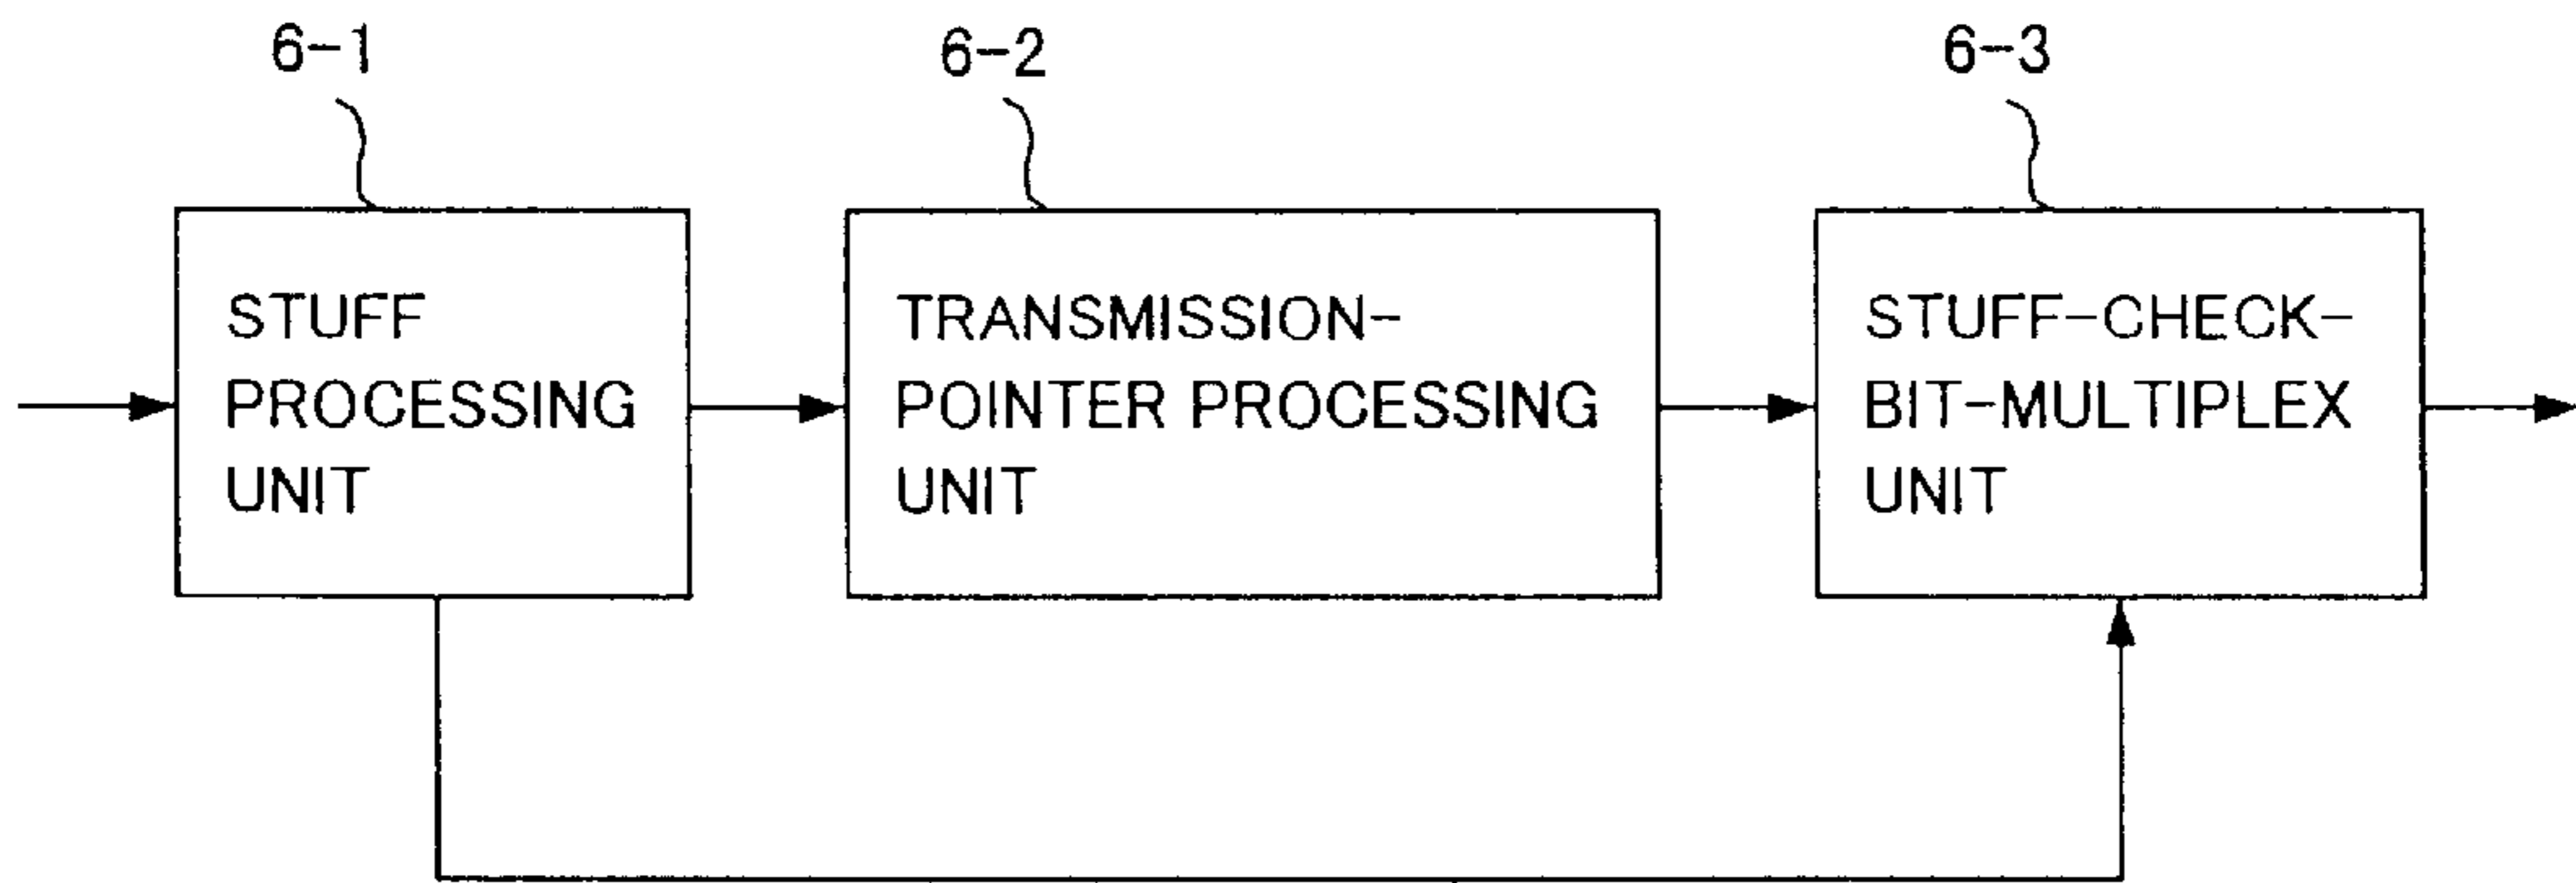 6-1
6-2
6-3
STUFF
PROCESSING
UNIT
TRANSMISSION-
POINTER PROCESSING
UNIT
STUFF-CHECK-
BIT-MULTIPLEX
UNIT